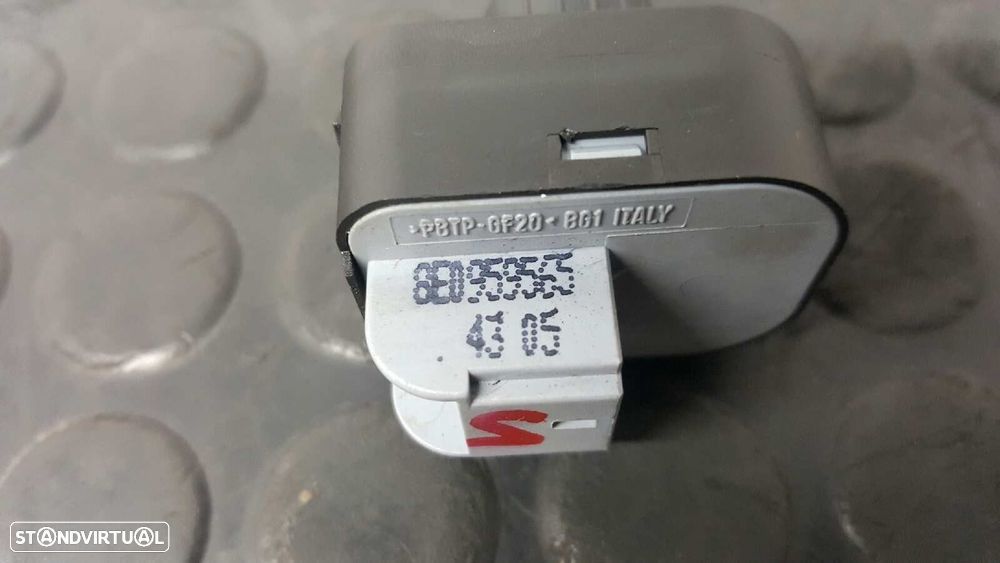 >PBTP-GF20< BG1 ITALY
8E0959565
43 05
S
STANDVIRTUAL